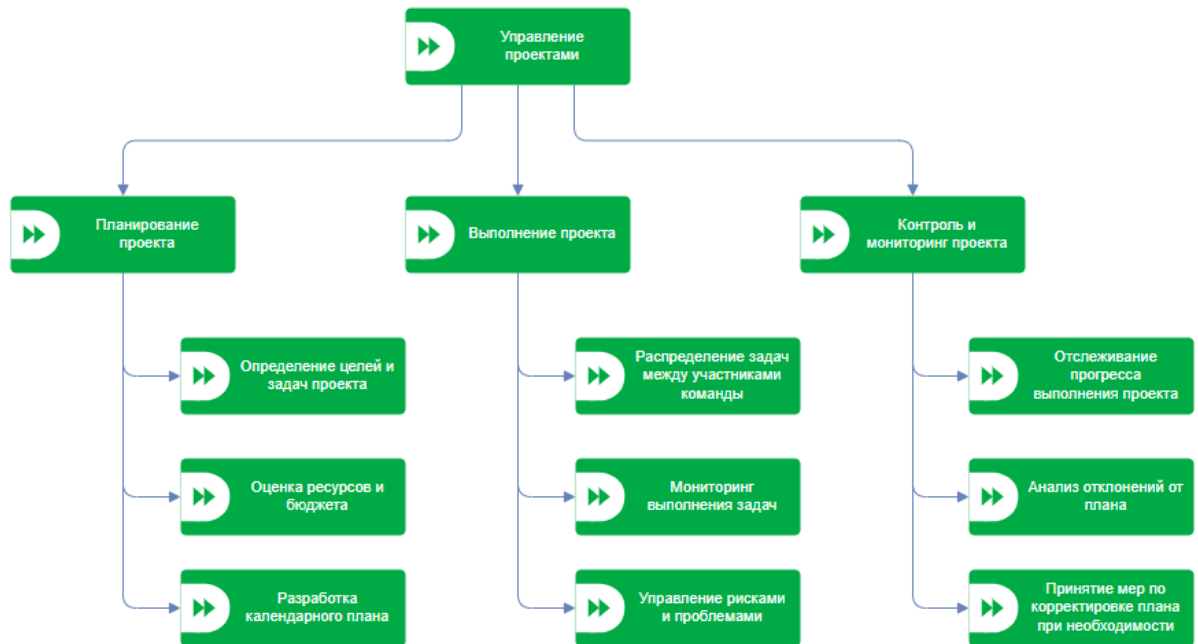 Управление
проектами
Планирование
проекта
Выполнение проекта
Контроль и
мониторинг проекта
Определение целей и
задач проекта
Распределение задач
между участниками
команды
Отслеживание
прогресса
выполнения проекта
Оценка ресурсов и
бюджета
Мониторинг
выполнения задач
Анализ отклонений от
плана
Разработка
календарного плана
Управление рисками
и проблемами
Принятие мер по
корректировке плана
при необходимости